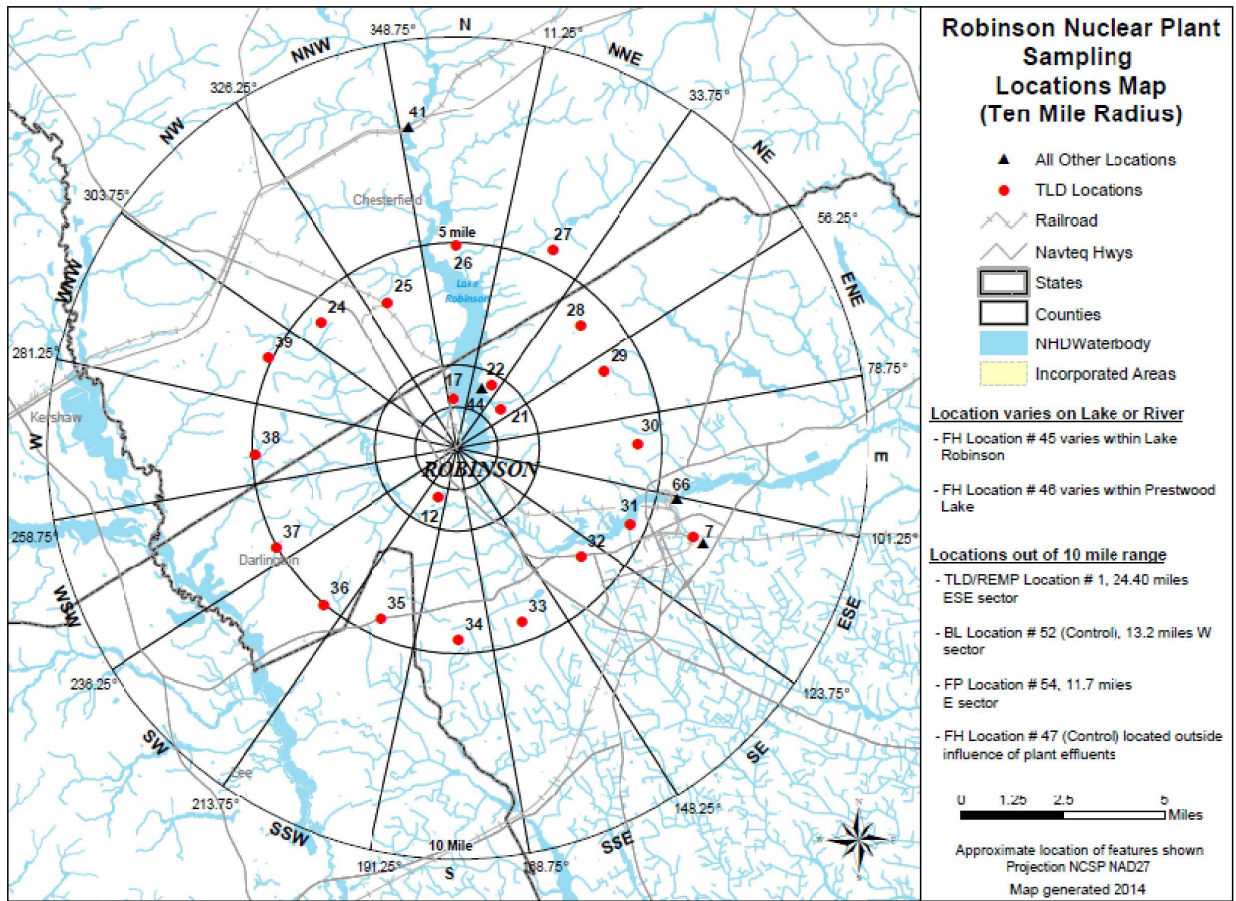 348.75°
N
11.25°
NNW
NNE
326.25°
33.75°
NW
NE
41
303.75°
56.25°
Chesterfield
5 mile
27
26
WNW
ENE
25
Lake
Robinson
24
28
39
29
281.25°
78.75°
22
17
44
21
Kershaw
W
38
30
E
ROBINSON
66
12
31
7
258.75°
37
101.25°
Darlington
32
WSW
36
35
33
ESE
34
236.25°
123.75°
SW
SE
Lee
213.75°
148.25°
SSW
SSE
10 Mile
191.25°
S
168.75°
Robinson Nuclear Plant
Sampling
Locations Map
(Ten Mile Radius)
All Other Locations
TLD Locations
Railroad
Navteq Hwys
States
Counties
NHDWaterbody
Incorporated Areas
Location varies on Lake or River
- FH Location # 45 varies within Lake
Robinson
- FH Location # 46 varies within Prestwood
Lake
Locations out of 10 mile range
- TLD/REMP Location # 1, 24.40 miles
ESE sector
- BL Location # 52 (Control), 13.2 miles W
sector
- FP Location # 54, 11.7 miles
E sector
- FH Location # 47 (Control) located outside
influence of plant effluents
0 1.25 2.5 5
Miles
N
W E
S
Approximate location of features shown
Projection NCSP NAD27
Map generated 2014